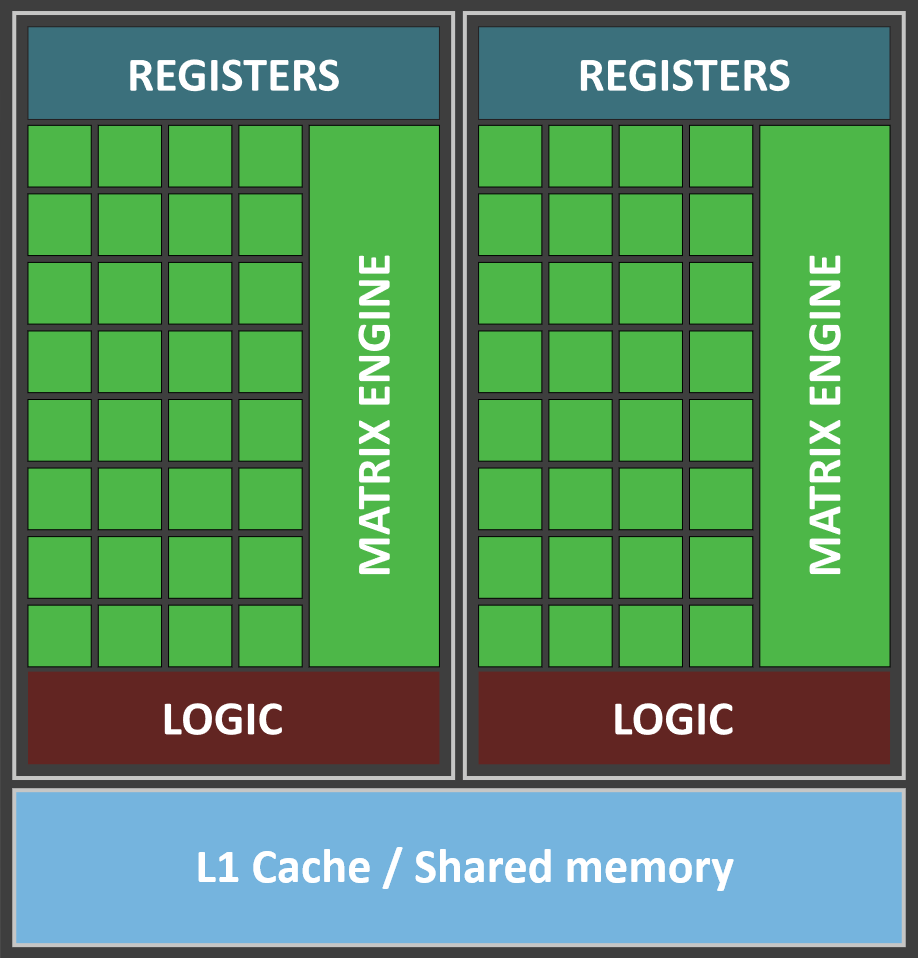 REGISTERS
MATRIX ENGINE
LOGIC
REGISTERS
MATRIX ENGINE
LOGIC
L1 Cache / Shared memory